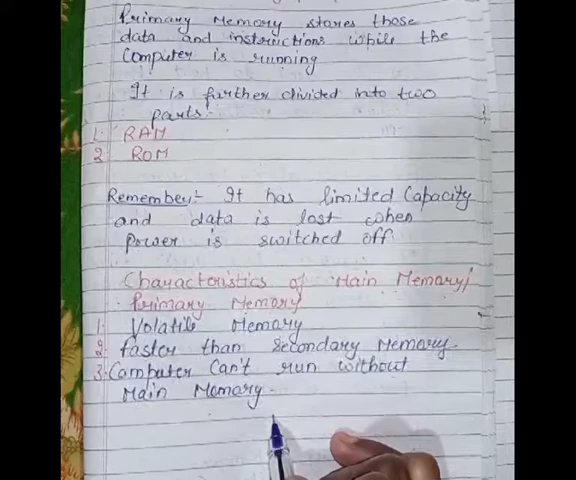 Primary Memory stores those
data and instructions while the
Computer is running
It is further divided into two
parts:-
1. RAM
2. ROM
Remember:- It has limited Capacity
and data is lost when
power is switched off
Characteristics of Main Memory/
Primary Memory
1. Volatile Memory
2. faster than Secondary Memory.
3. Computer Can't run without
Main Memory.